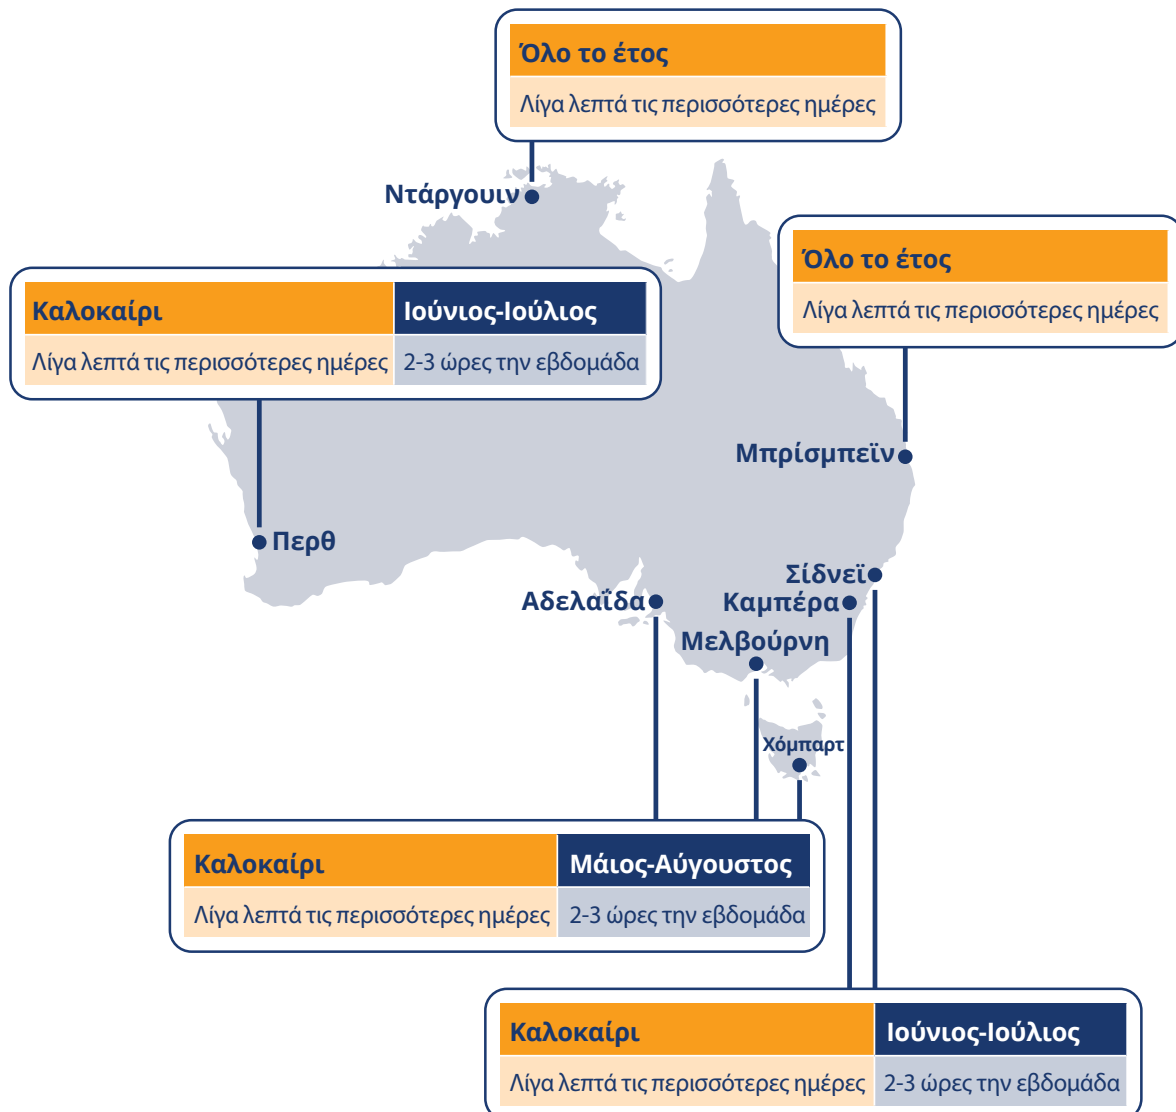 Όλο το έτος
Λίγα λεπτά τις περισσότερες ημέρες
Ντάργουιν
Όλο το έτος
Λίγα λεπτά τις περισσότερες ημέρες
Καλοκαίρι Ιούνιος-Ιούλιος
Λίγα λεπτά τις περισσότερες ημέρες 2-3 ώρες την εβδομάδα
Μπρίσμπεϊν
Περθ
Σίδνεϊ
Αδελαΐδα
Καμπέρα
Μελβούρνη
Χόμπαρτ
Καλοκαίρι Μάιος-Αύγουστος
Λίγα λεπτά τις περισσότερες ημέρες 2-3 ώρες την εβδομάδα
Καλοκαίρι Ιούνιος-Ιούλιος
Λίγα λεπτά τις περισσότερες ημέρες 2-3 ώρες την εβδομάδα